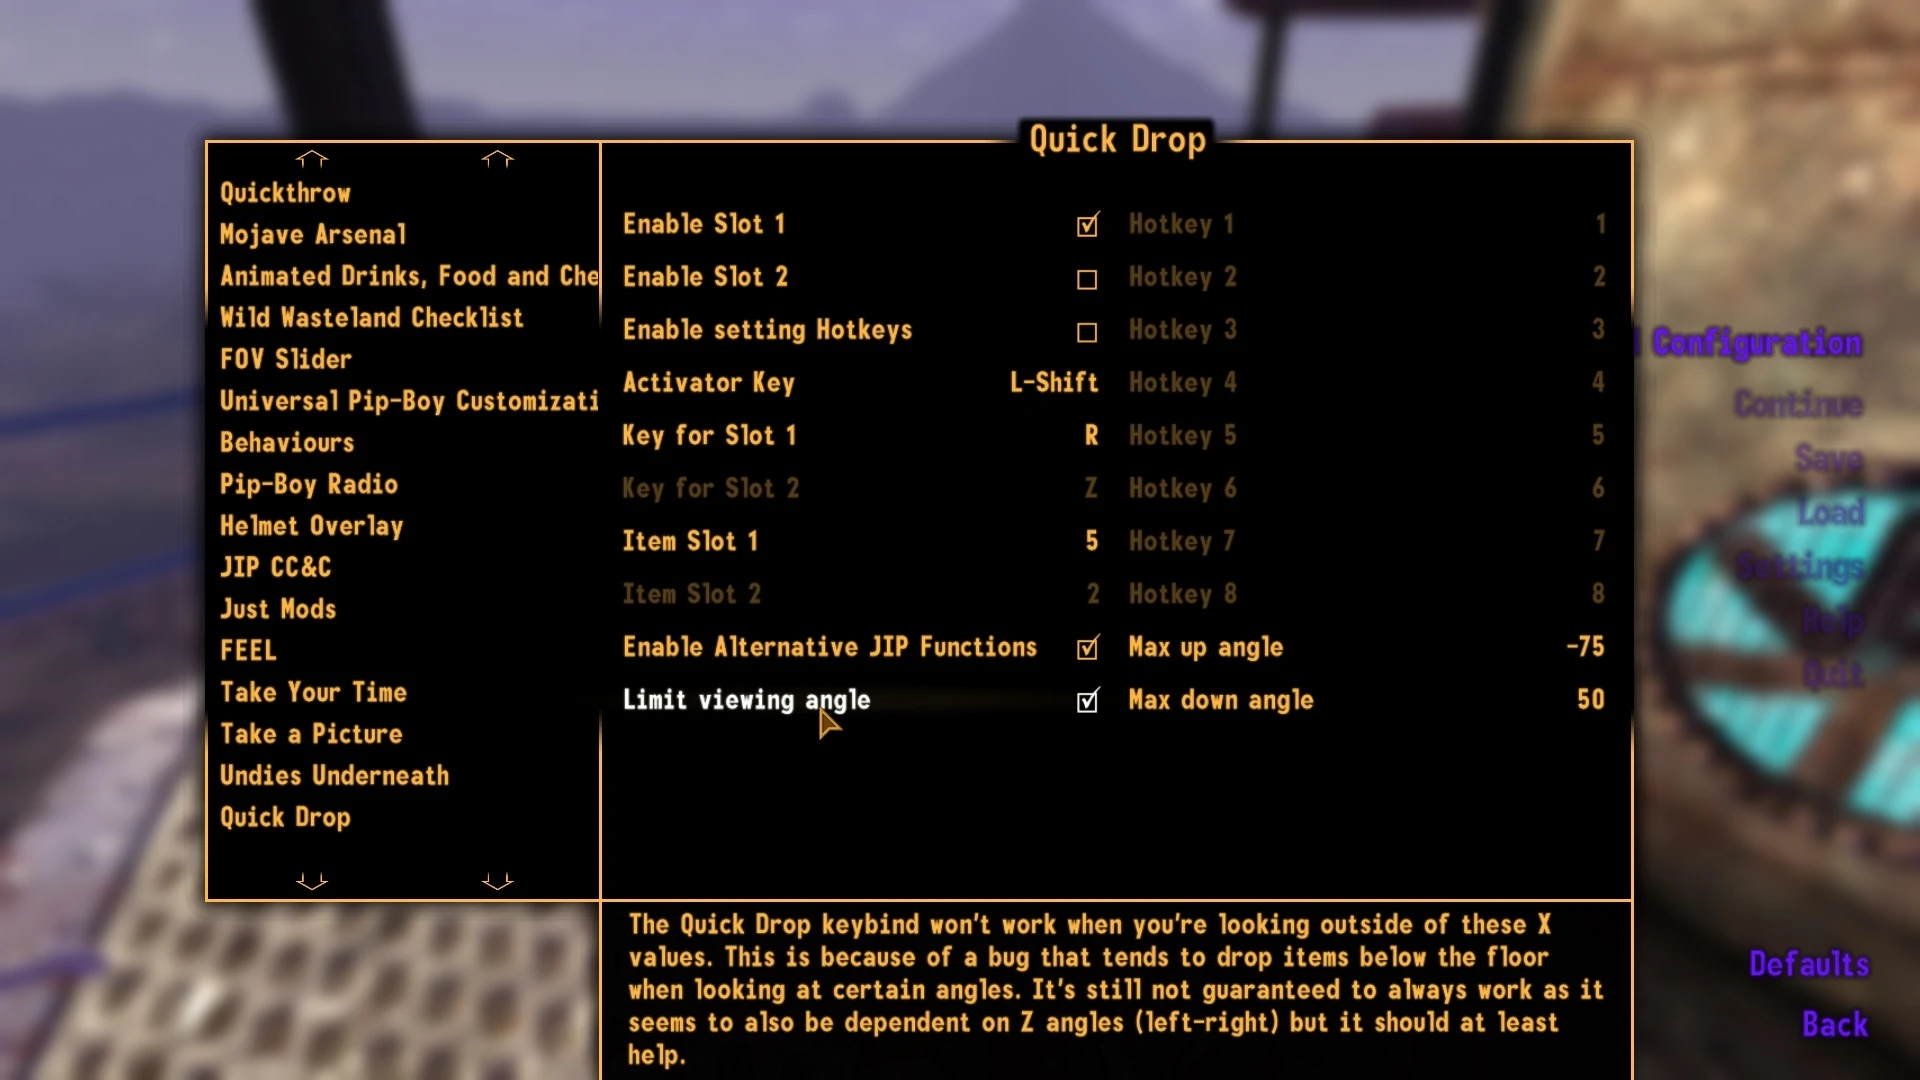 Quick Drop
Quickthrow
Mojave Arsenal
Animated Drinks, Food and Che
Wild Wasteland Checklist
FOV Slider
Universal Pip-Boy Customizati
Behaviours
Pip-Boy Radio
Helmet Overlay
JIP CC&C
Just Mods
FEEL
Take Your Time
Take a Picture
Undies Underneath
Quick Drop
Enable Slot 1
Enable Slot 2
Enable setting Hotkeys
Activator Key L-Shift
Key for Slot 1 R
Key for Slot 2 Z
Item Slot 1 5
Item Slot 2 2
Enable Alternative JIP Functions
Limit viewing angle
Hotkey 1 1
Hotkey 2 2
Hotkey 3 3
Hotkey 4 4
Hotkey 5 5
Hotkey 6 6
Hotkey 7 7
Hotkey 8 8
Max up angle -75
Max down angle 50
The Quick Drop keybind won't work when you're looking outside of these X
values. This is because of a bug that tends to drop items below the floor
when looking at certain angles. It's still not guaranteed to always work as it
seems to also be dependent on Z angles (left-right) but it should at least
help.
Configuration
Continue
Save
Load
Settings
Help
Quit
Defaults
Back